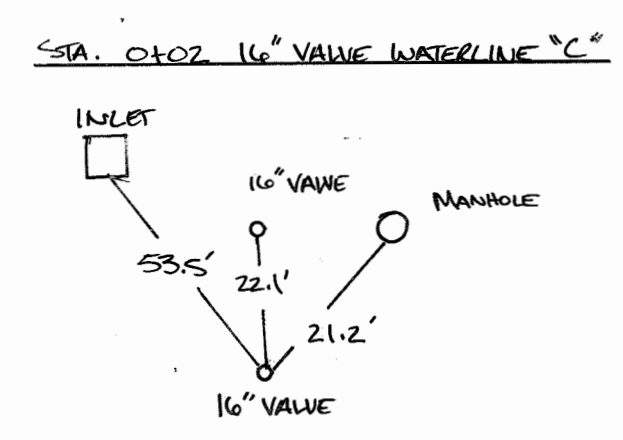 STA. 0+02 16" VALVE WATERLINE "C"
INLET
16" VALVE
MANHOLE
53.5'
22.1'
21.2'
16" VALVE